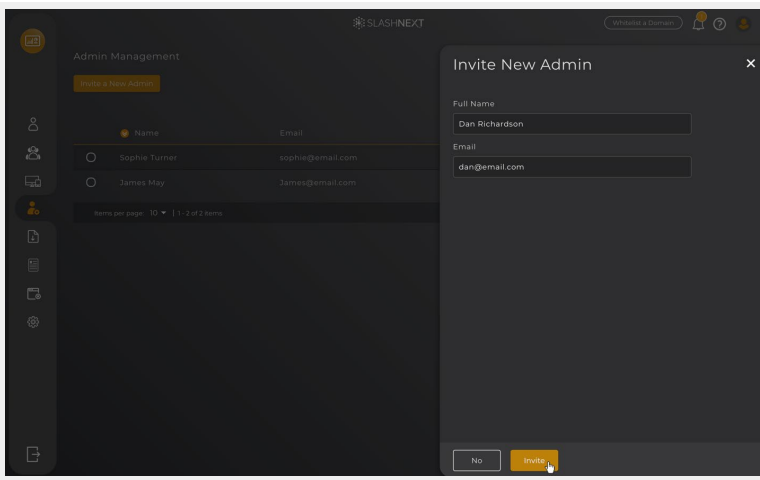 SLASHNEXT
Whitelist a Domain
Admin Management
Invite a New Admin
Name Email
Sophie Turner sophie@email.com
James May James@email.com
Items per page: 10 | 1 - 2 of 2 items
Invite New Admin
Full Name
Dan Richardson
Email
dan@email.com
No Invite